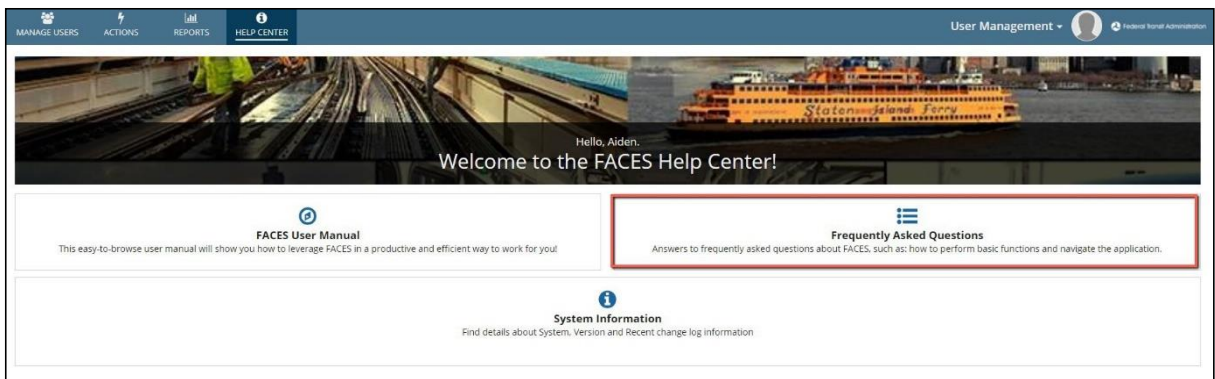 MANAGE USERS
ACTIONS
REPORTS
HELP CENTER
User Management
Federal Transit Administration
Staten Island Ferry
Hello, Aiden.
Welcome to the FACES Help Center!
FACES User Manual
This easy-to-browse user manual will show you how to leverage FACES in a productive and efficient way to work for you!
Frequently Asked Questions
Answers to frequently asked questions about FACES, such as: how to perform basic functions and navigate the application.
System Information
Find details about System, Version and Recent change log information